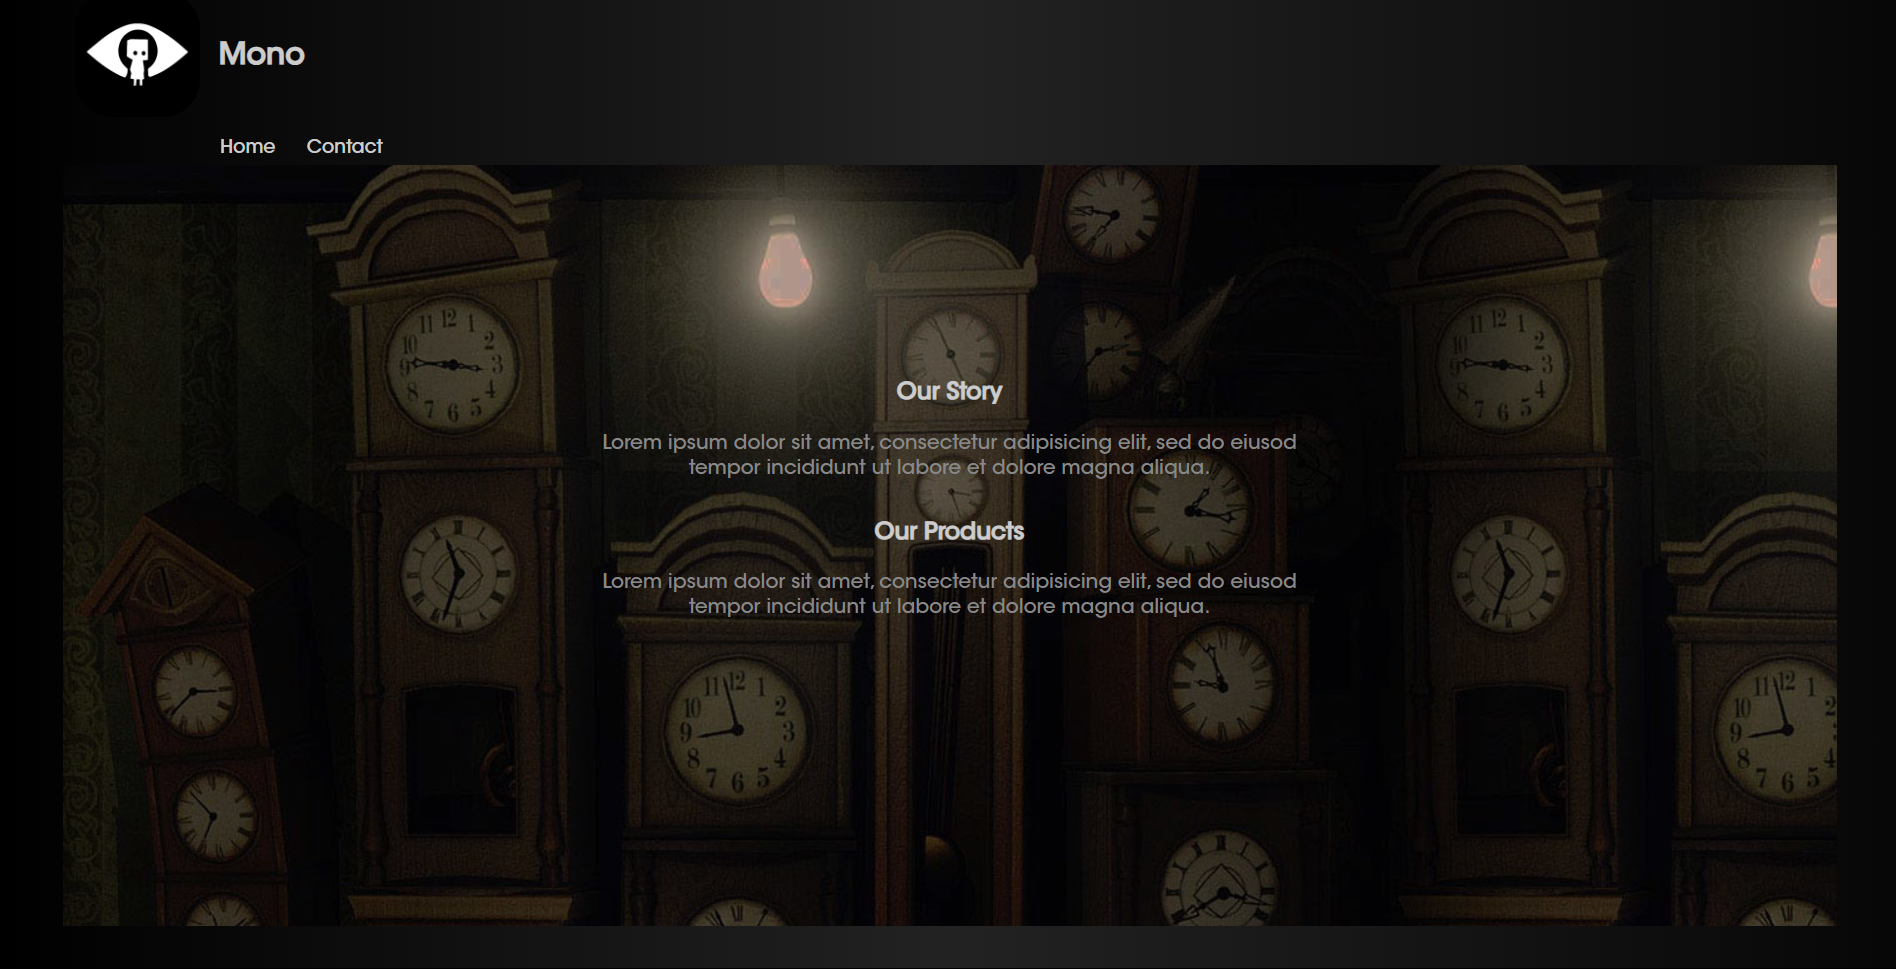 Mono
Home Contact
Our Story
Lorem ipsum dolor sit amet, consectetur adipisicing elit, sed do eiusod
tempor incididunt ut labore et dolore magna aliqua.
Our Products
Lorem ipsum dolor sit amet, consectetur adipisicing elit, sed do eiusod
tempor incididunt ut labore et dolore magna aliqua.